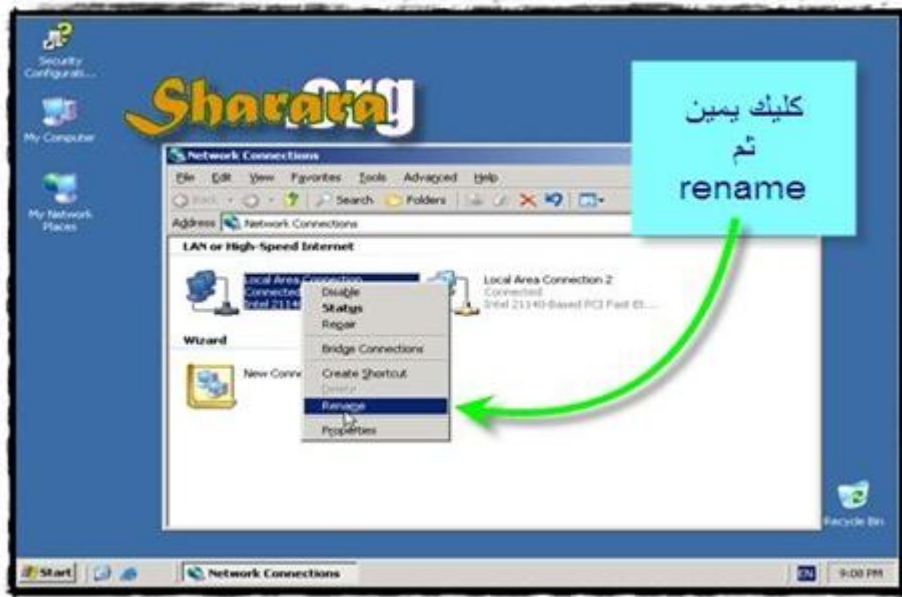 Security
Configurati...
My Computer
My Network
Places
Sharara
.org
كليك يمين
ثم
rename
Network Connections
File Edit View Favorites Tools Advanced Help
Back Search Folders
Address Network Connections
LAN or High-Speed Internet
Local Area Connection
Connected
Intel 2114
Local Area Connection 2
Connected
Intel 21140-Based PCI Fast Et...
Disable
Status
Repair
Bridge Connections
Create Shortcut
Delete
Rename
Properties
Wizard
New Conne
Recycle Bin
Start
Network Connections
EN
9:00 PM